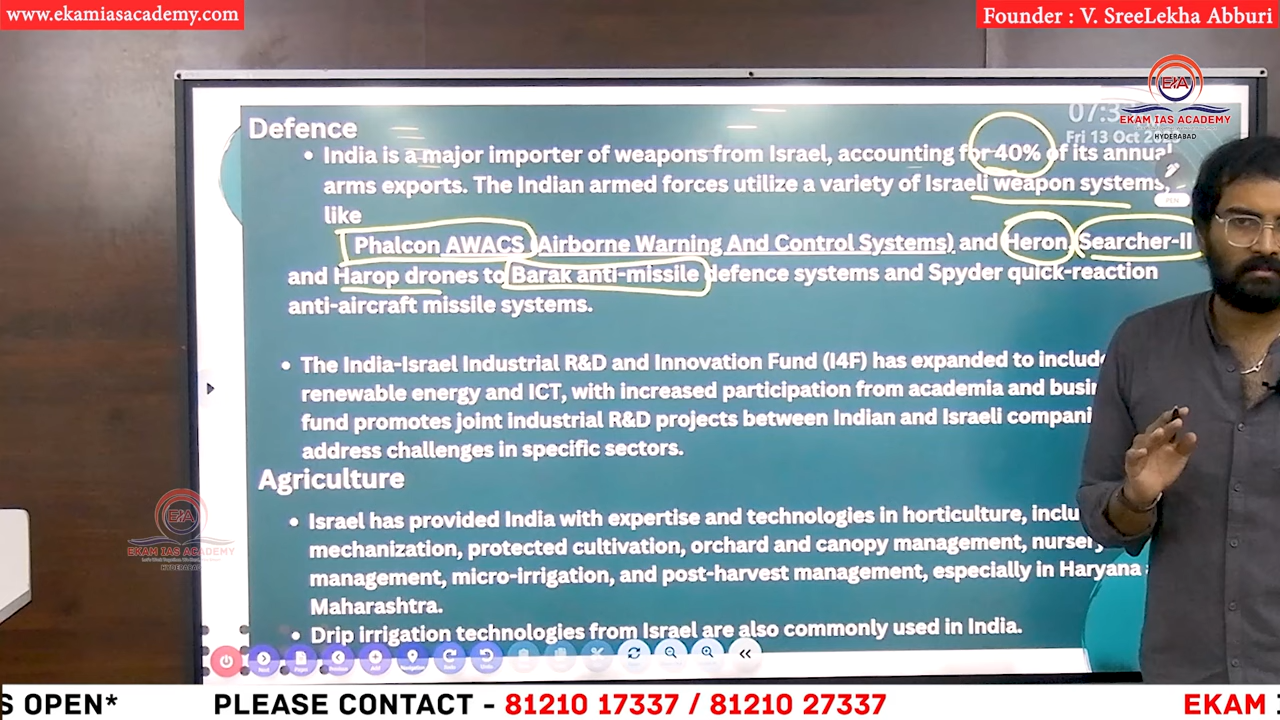 www.ekamiasacademy.com
Founder : V. SreeLekha Abburi
EIA
EKAM IAS ACADEMY
HYDERABAD
Fri 13 Oct
PEN
Defence
• India is a major importer of weapons from Israel, accounting for 40% of its annual
arms exports. The Indian armed forces utilize a variety of Israeli weapon systems,
like
Phalcon AWACS (Airborne Warning And Control Systems) and Heron, Searcher-II
and Harop drones to Barak anti-missile defence systems and Spyder quick-reaction
anti-aircraft missile systems.
• The India-Israel Industrial R&D and Innovation Fund (I4F) has expanded to include
renewable energy and ICT, with increased participation from academia and
fund promotes joint industrial R&D projects between Indian and Israeli
address challenges in specific sectors.
Agriculture
• Israel has provided India with expertise and technologies in horticulture,
mechanization, protected cultivation, orchard and canopy management, nursery
management, micro-irrigation, and post-harvest management, especially in Haryana
Maharashtra.
• Drip irrigation technologies from Israel are also commonly used in India.
EIA
EKAM IAS ACADEMY
HYDERABAD
S OPEN*
PLEASE CONTACT - 81210 17337 / 81210 27337
EKAM